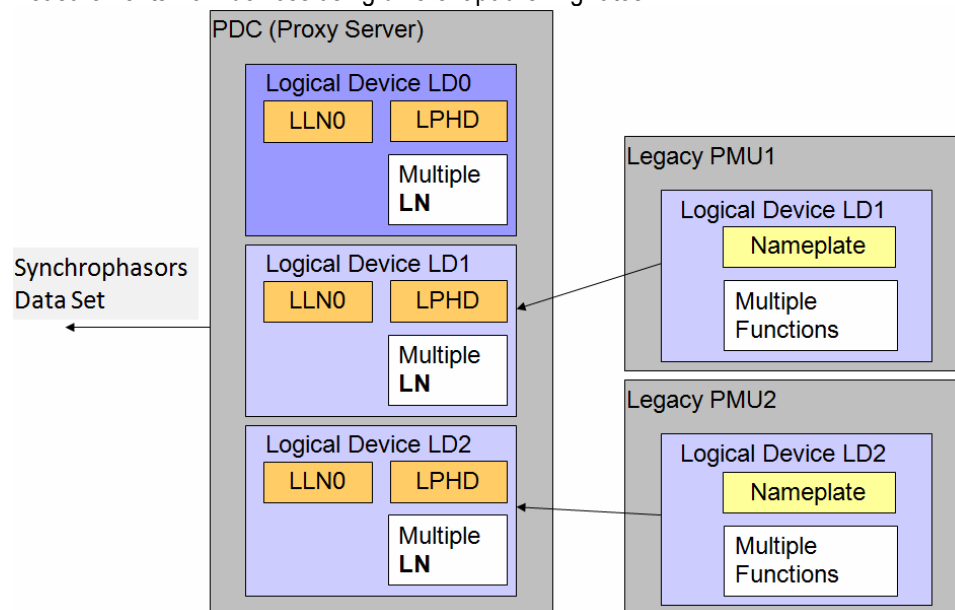 PDC (Proxy Server)
Logical Device LD0
LLN0
LPHD
Multiple
LN
Logical Device LD1
LLN0
LPHD
Multiple
LN
Logical Device LD2
LLN0
LPHD
Multiple
LN
Synchrophasors
Data Set
Legacy PMU1
Logical Device LD1
Nameplate
Multiple
Functions
Legacy PMU2
Logical Device LD2
Nameplate
Multiple
Functions